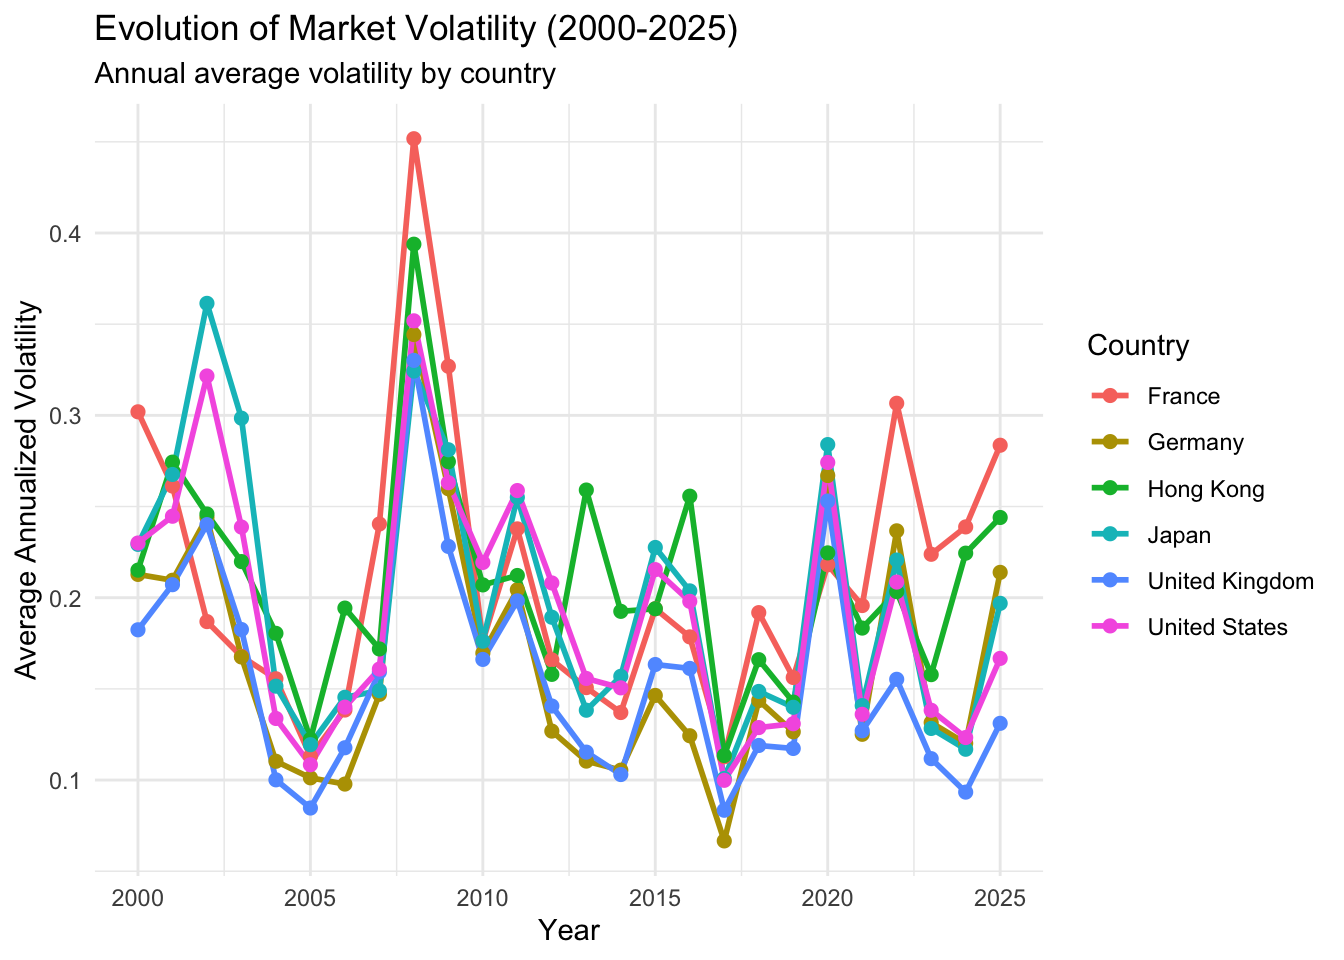 Evolution of Market Volatility (2000-2025)
Annual average volatility by country
Average Annualized Volatility
0.4
0.3
0.2
0.1
2000 2005 2010 2015 2020 2025
Year
Country
France
Germany
Hong Kong
Japan
United Kingdom
United States